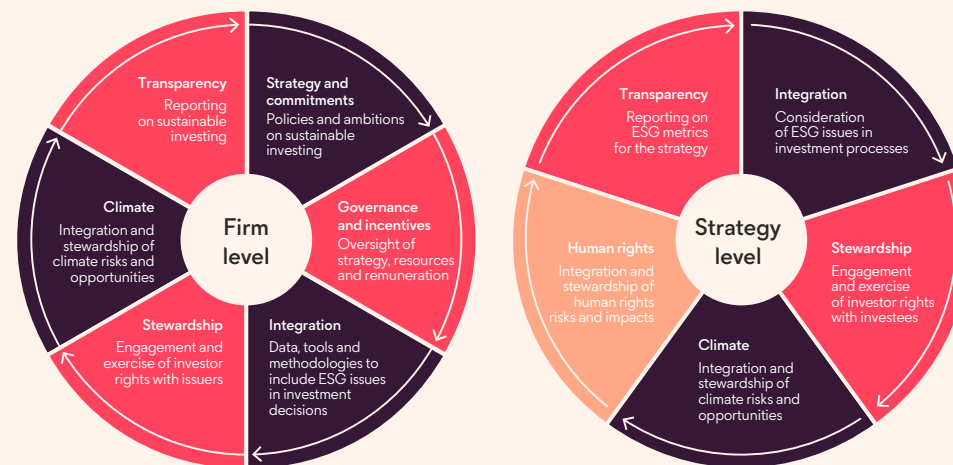 Firm
level
Strategy and
commitments
Policies and ambitions
on sustainable
investing
Governance
and incentives
Oversight of
strategy, resources
and remuneration
Integration
Data, tools and
methodologies to
include ESG issues
in investment
decisions
Stewardship
Engagement and
exercise of investor
rights with issuers
Climate
Integration and
stewardship of
climate risks and
opportunities
Transparency
Reporting
on sustainable
investing
Strategy
level
Integration
Consideration
of ESG issues in
investment processes
Stewardship
Engagement
and exercise
of investor rights
with investees
Climate
Integration and
stewardship of
climate risks and
opportunities
Human rights
Integration and
stewardship of
human rights
risks and impacts
Transparency
Reporting on
ESG metrics
for the strategy